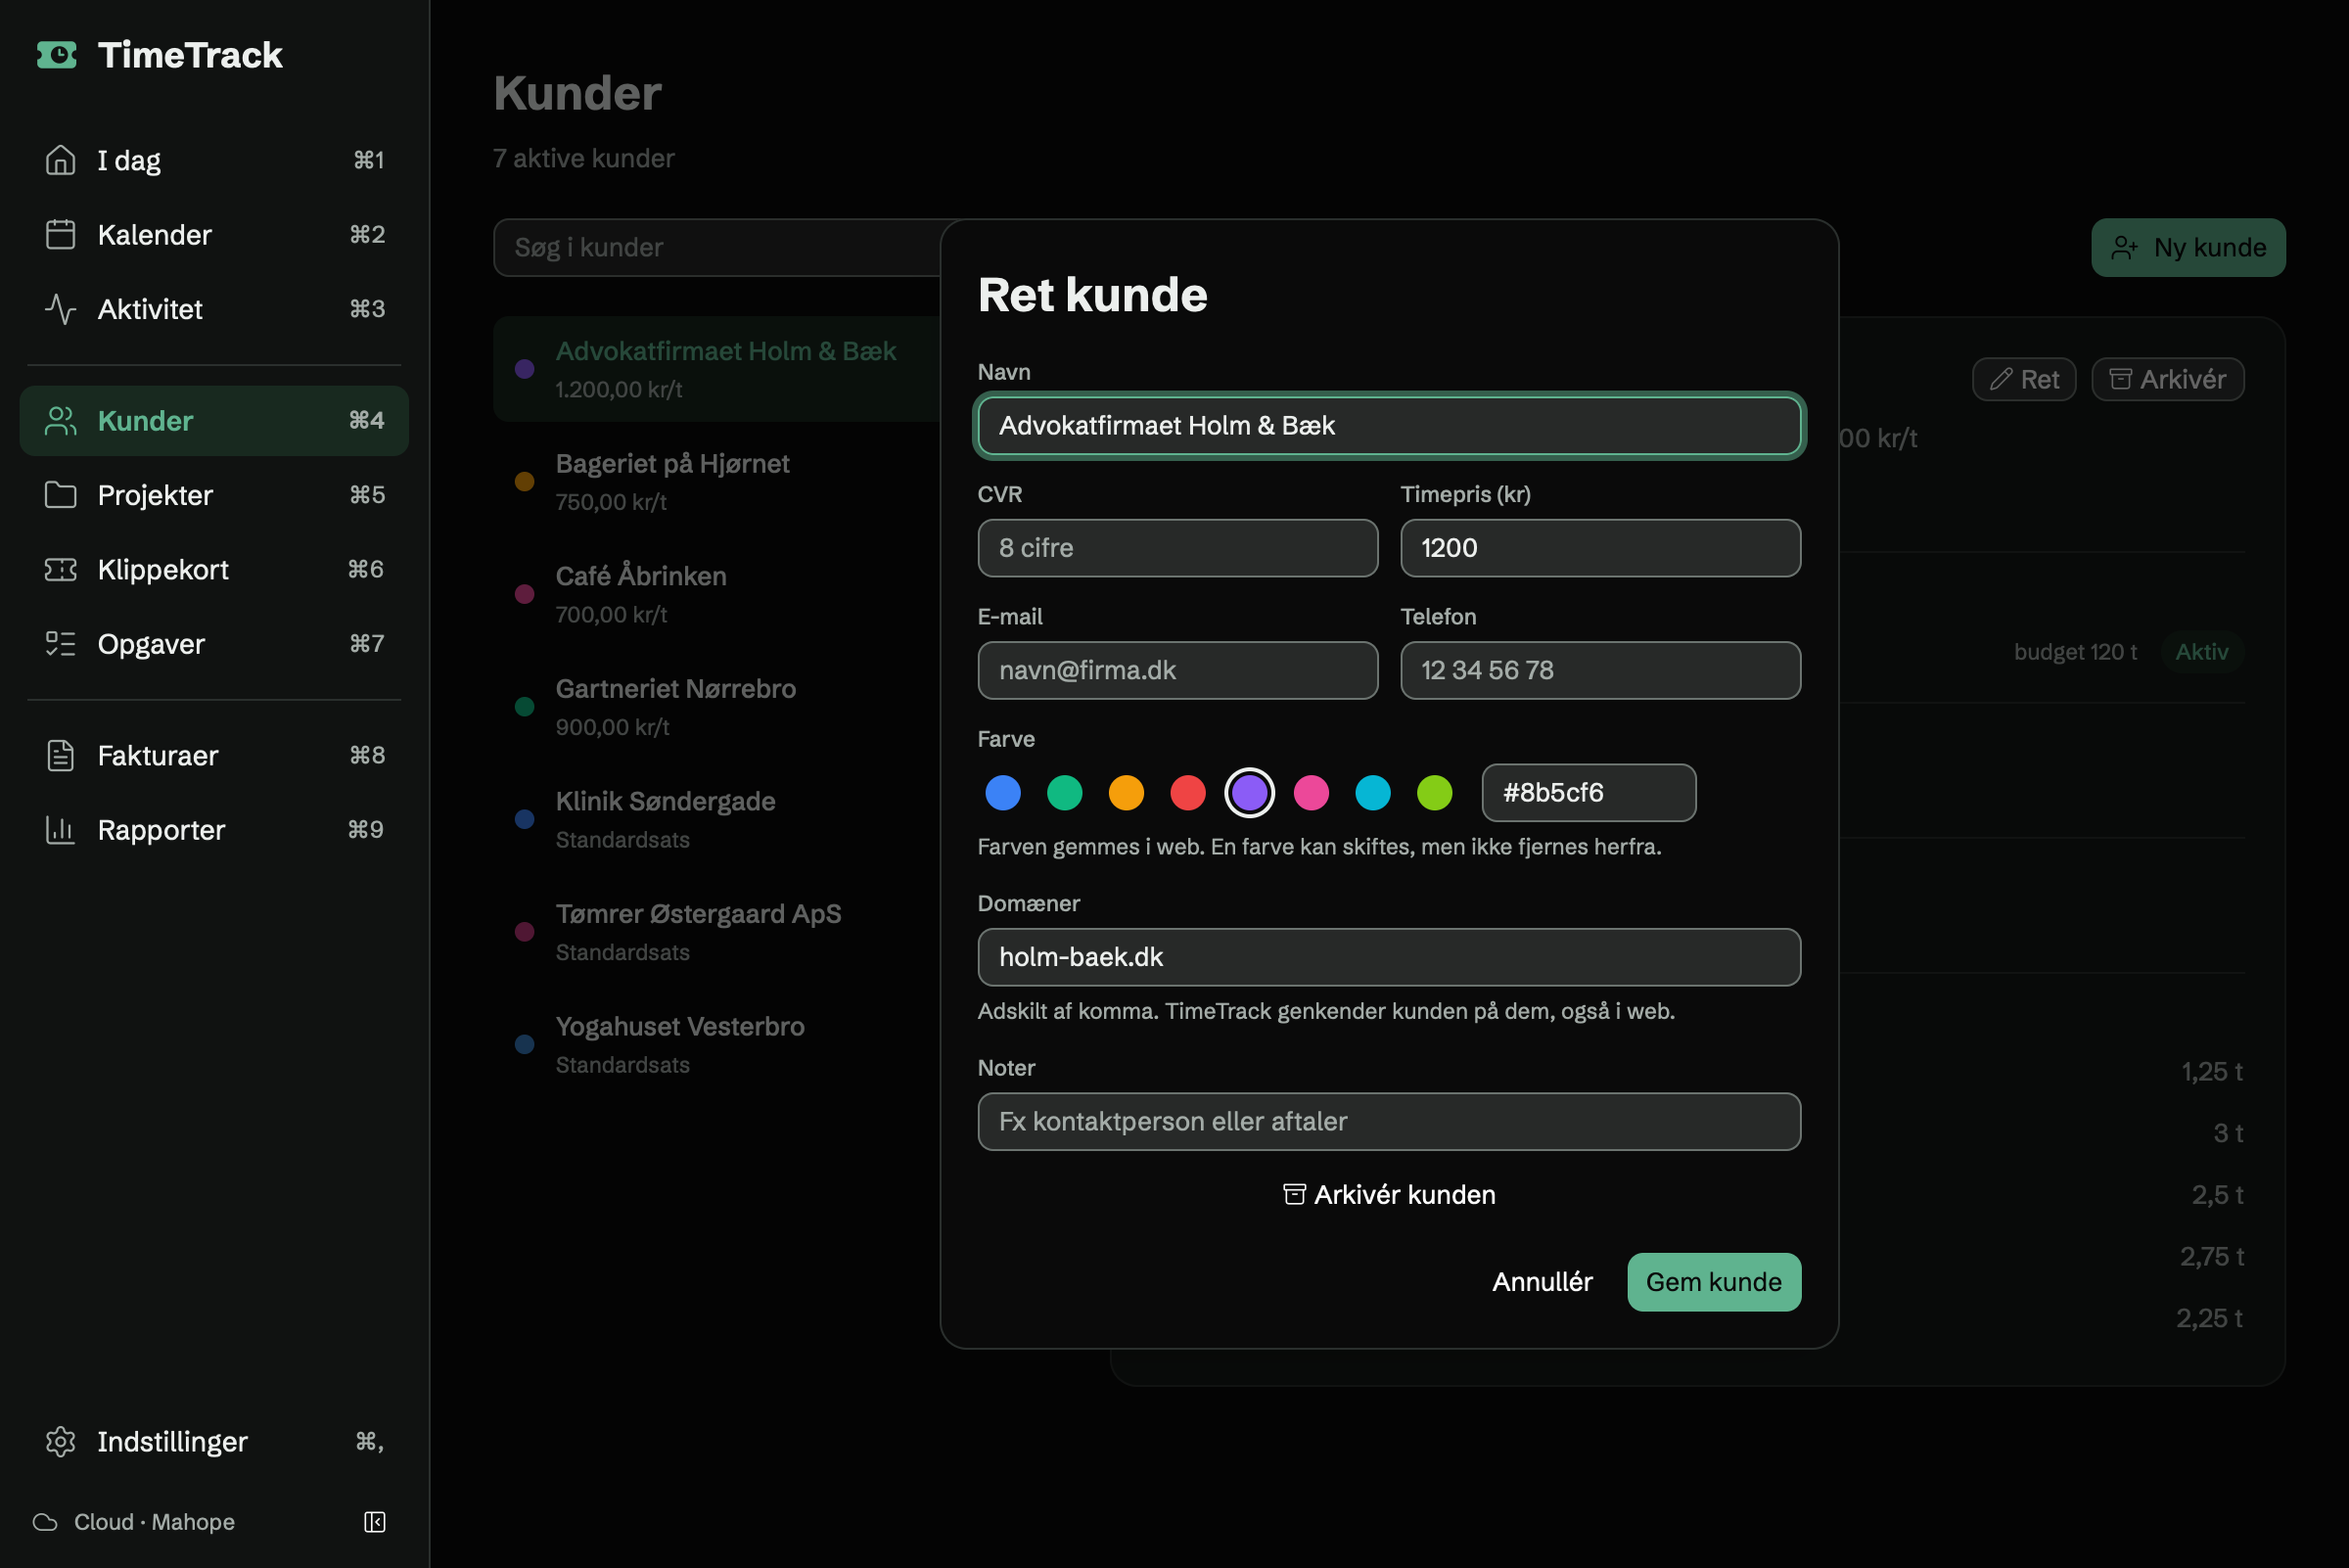 TimeTrack
I dag ⌘1
Kalender ⌘2
Aktivitet ⌘3
Kunder ⌘4
Projekter ⌘5
Klippekort ⌘6
Opgaver ⌘7
Fakturaer ⌘8
Rapporter ⌘9
Indstillinger ⌘,
Cloud · Mahope
Kunder
7 aktive kunder
Søg i kunder
Ny kunde
Advokatfirmaet Holm & Bæk
1.200,00 kr/t
Bageriet på Hjørnet
750,00 kr/t
Café Åbrinken
700,00 kr/t
Gartneriet Nørrebro
900,00 kr/t
Klinik Søndergade
Standardsats
Tømrer Østergaard ApS
Standardsats
Yogahuset Vesterbro
Standardsats
Ret kunde
Navn
Advokatfirmaet Holm & Bæk
CVR Timepris (kr)
8 cifre 1200
E-mail Telefon
navn@firma.dk 12 34 56 78
Farve
#8b5cf6
Farven gemmes i web. En farve kan skiftes, men ikke fjernes herfra.
Domæner
holm-baek.dk
Adskilt af komma. TimeTrack genkender kunden på dem, også i web.
Noter
Fx kontaktperson eller aftaler
Arkivér kunden
Annullér Gem kunde
Ret Arkivér
00 kr/t
budget 120 t Aktiv
1,25 t
3 t
2,5 t
2,75 t
2,25 t